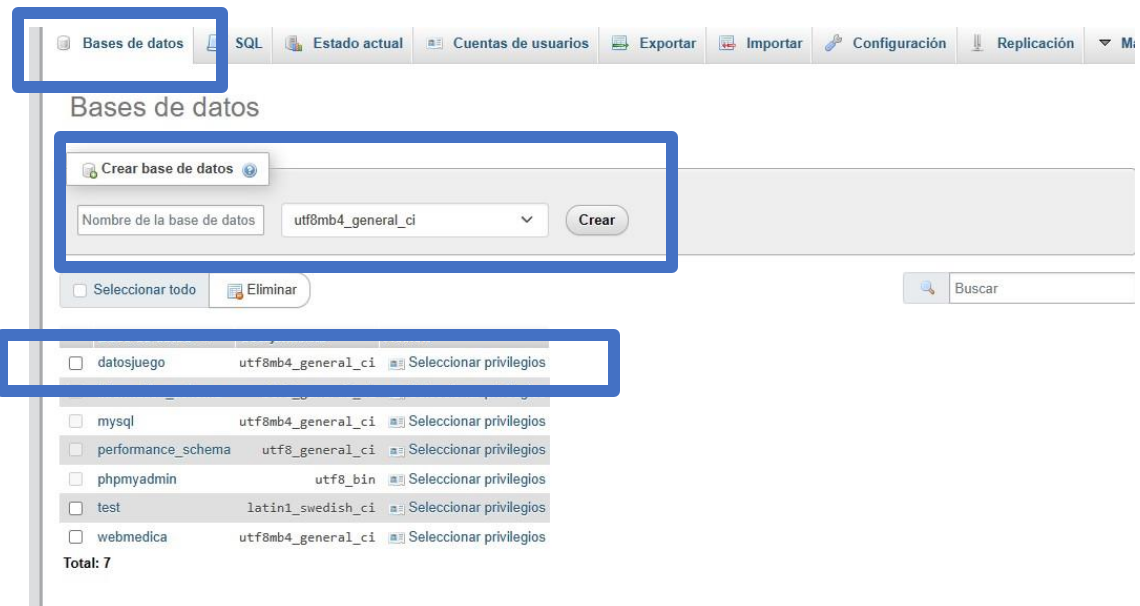 Bases de datos SQL Estado actual Cuentas de usuarios Exportar Importar Configuración Replicación
Bases de datos
Crear base de datos
Nombre de la base de datos utf8mb4_general_ci Crear
Seleccionar todo Eliminar Buscar
datosjuego utf8mb4_general_ci Seleccionar privilegios
mysql utf8mb4_general_ci Seleccionar privilegios
performance_schema utf8_general_ci Seleccionar privilegios
phpmyadmin utf8_bin Seleccionar privilegios
test latin1_swedish_ci Seleccionar privilegios
webmedica utf8mb4_general_ci Seleccionar privilegios
Total: 7